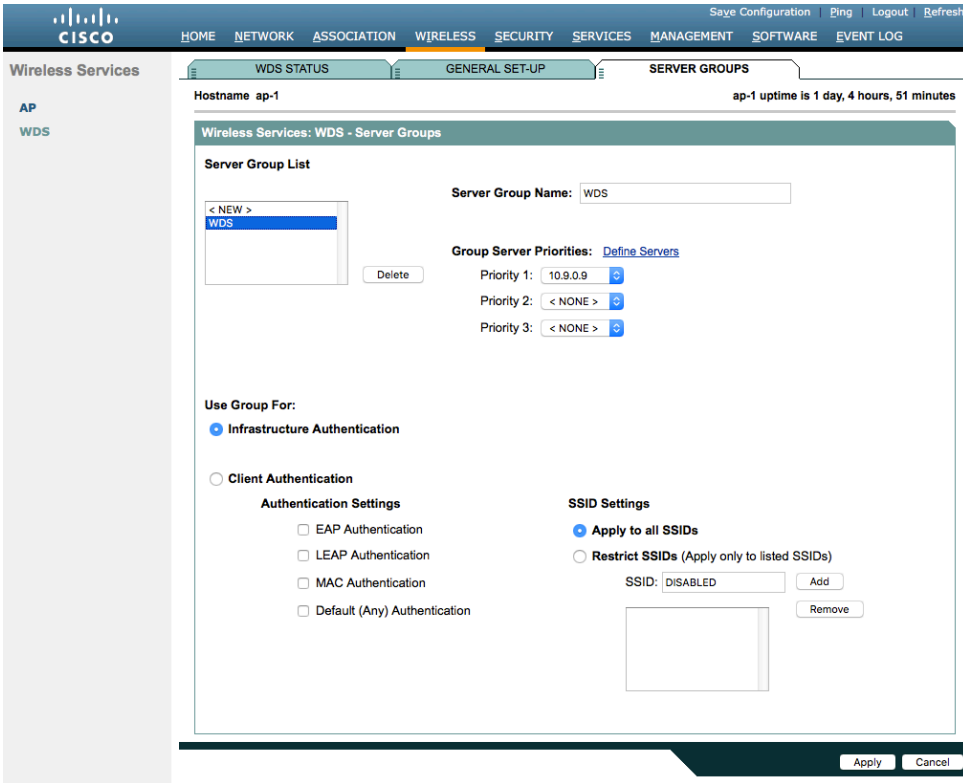 Save Configuration | Ping | Logout | Refresh
CISCO
HOME NETWORK ASSOCIATION WIRELESS SECURITY SERVICES MANAGEMENT SOFTWARE EVENT LOG
Wireless Services
AP
WDS
WDS STATUS GENERAL SET-UP SERVER GROUPS
Hostname ap-1 ap-1 uptime is 1 day, 4 hours, 51 minutes
Wireless Services: WDS - Server Groups
Server Group List
< NEW >
WDS
Delete
Server Group Name: WDS
Group Server Priorities: Define Servers
Priority 1: 10.9.0.9
Priority 2: < NONE >
Priority 3: < NONE >
Use Group For:
Infrastructure Authentication
Client Authentication
Authentication Settings
EAP Authentication
LEAP Authentication
MAC Authentication
Default (Any) Authentication
SSID Settings
Apply to all SSIDs
Restrict SSIDs (Apply only to listed SSIDs)
SSID: DISABLED Add
Remove
Apply Cancel